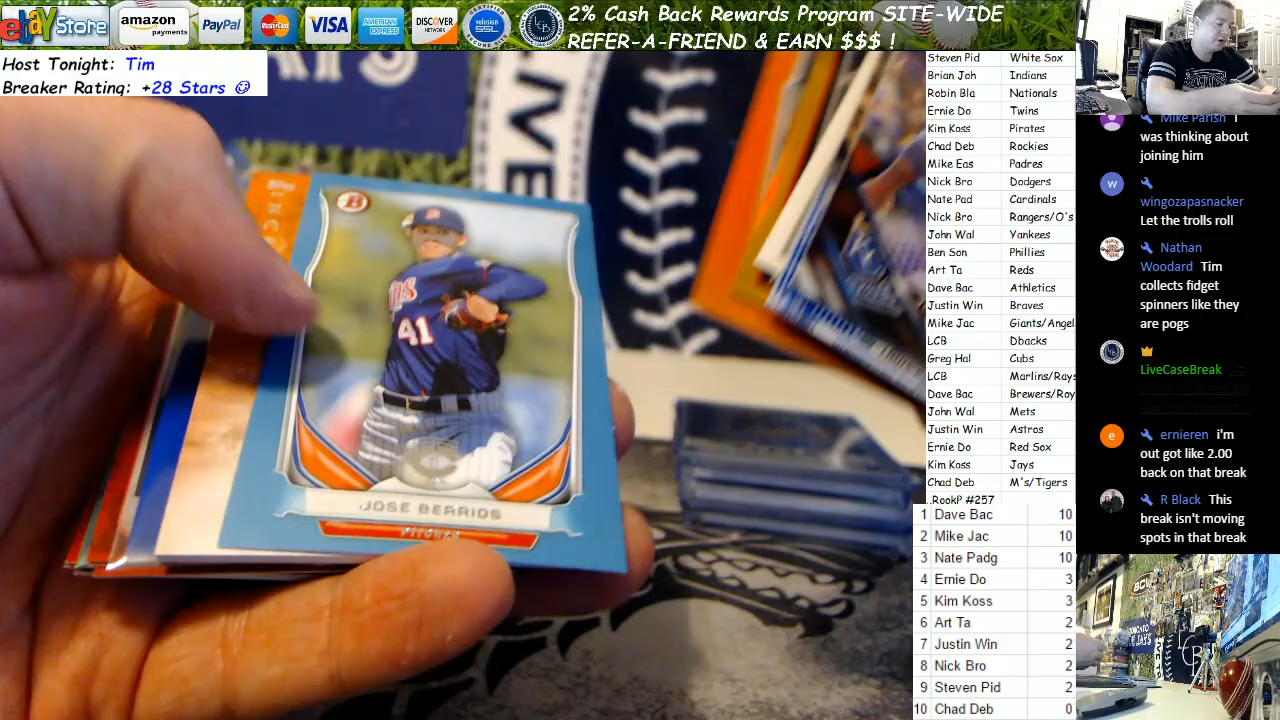 ebay Store
amazon payments
PayPal
MasterCard
VISA
AMERICAN EXPRESS
DISCOVER NETWORK
volusion SSL
LCB
2% Cash Back Rewards Program SITE-WIDE
REFER-A-FRIEND & EARN $$$ !
Host Tonight: Tim
Breaker Rating: +28 Stars
B
41
JOSE BERRIOS
Pitcher
Steven Pid White Sox
Brian Joh Indians
Robin Bla Nationals
Ernie Do Twins
Kim Koss Pirates
Chad Deb Rockies
Mike Eas Padres
Nick Bro Dodgers
Nate Pad Cardinals
Nick Bro Rangers/O's
John Wal Yankees
Ben Son Phillies
Art Ta Reds
Dave Bac Athletics
Justin Win Braves
Mike Jac Giants/Angel
LCB Dbacks
Greg Hal Cubs
LCB Marlins/Rays
Dave Bac Brewers/Roy
John Wal Mets
Justin Win Astros
Ernie Do Red Sox
Kim Koss Jays
Chad Deb M's/Tigers
.RookP #257
1 Dave Bac 10
2 Mike Jac 10
3 Nate Padg 10
4 Ernie Do 3
5 Kim Koss 3
6 Art Ta 2
7 Justin Win 2
8 Nick Bro 2
9 Steven Pid 2
10 Chad Deb 0
Mike Parish I
was thinking about
joining him
w
wingozapasnacker
Let the trolls roll
Nathan
Woodard Tim
collects fidget
spinners like they
are pogs
LiveCaseBreak
e
ernieren i'm
out got like 2.00
back on that break
R Black This
break isn't moving
spots in that break